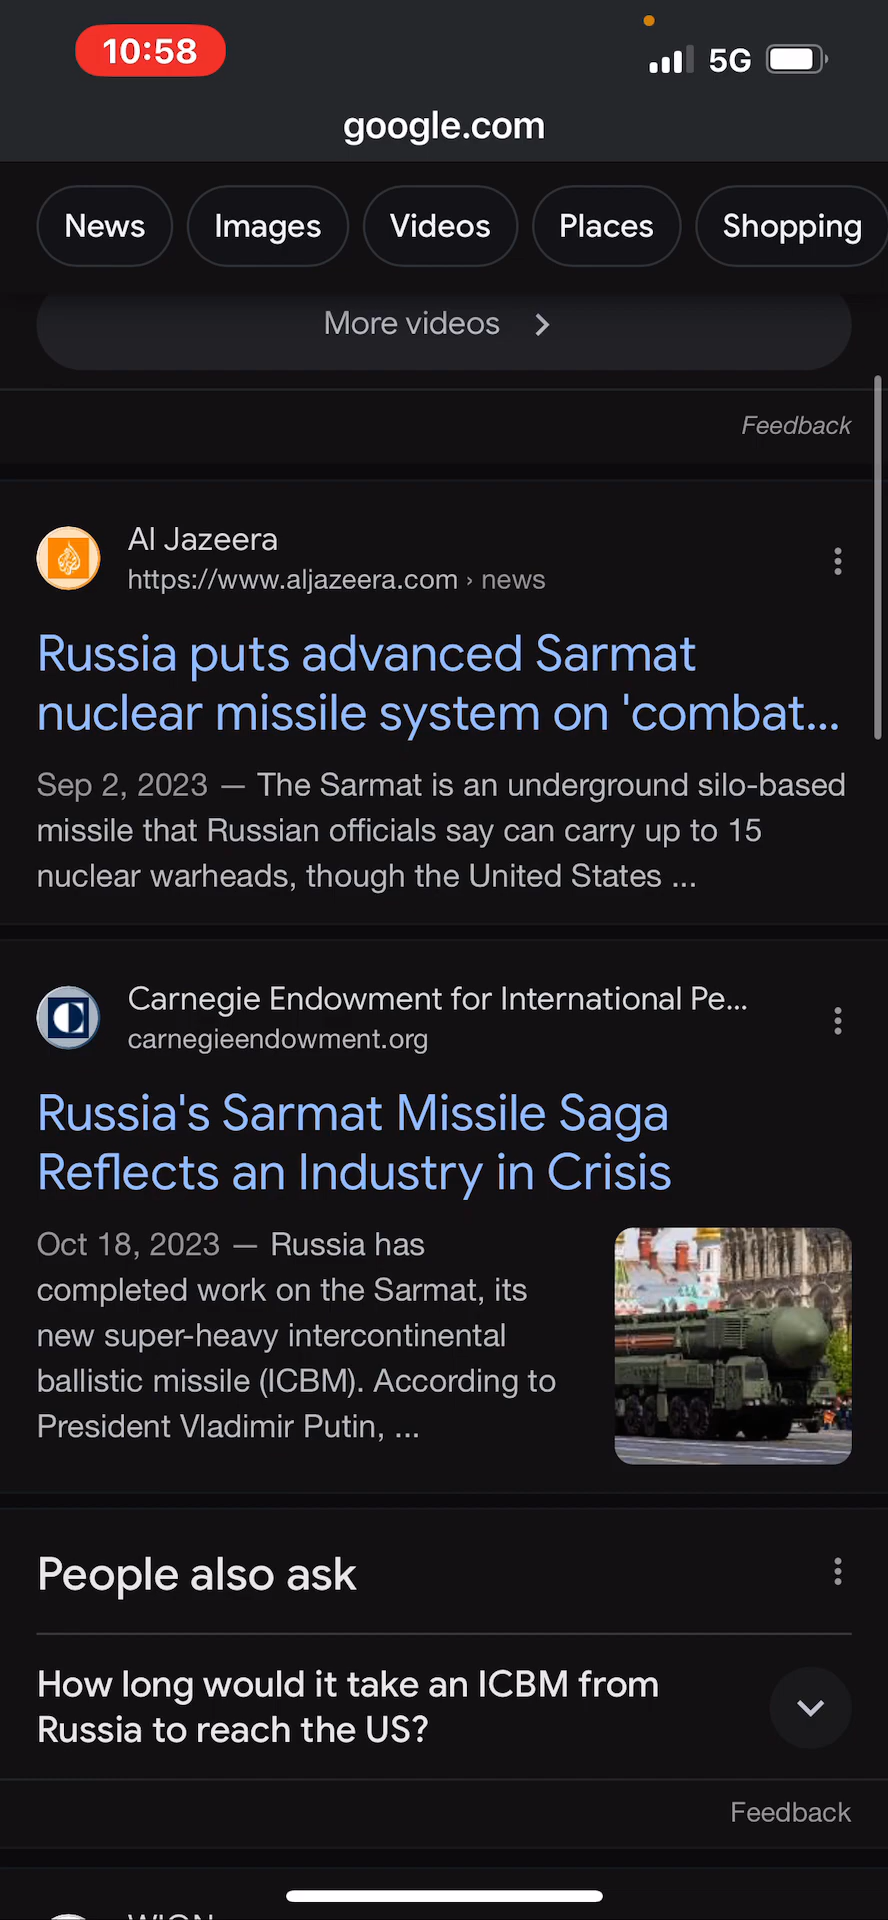 10:58
5G
google.com
News
Images
Videos
Places
Shopping
More videos
Feedback
Al Jazeera
https://www.aljazeera.com › news
Russia puts advanced Sarmat
nuclear missile system on 'combat...
Sep 2, 2023 — The Sarmat is an underground silo-based
missile that Russian officials say can carry up to 15
nuclear warheads, though the United States ...
Carnegie Endowment for International Pe...
carnegieendowment.org
Russia's Sarmat Missile Saga
Reflects an Industry in Crisis
Oct 18, 2023 — Russia has
completed work on the Sarmat, its
new super-heavy intercontinental
ballistic missile (ICBM). According to
President Vladimir Putin, ...
People also ask
How long would it take an ICBM from
Russia to reach the US?
Feedback
WION